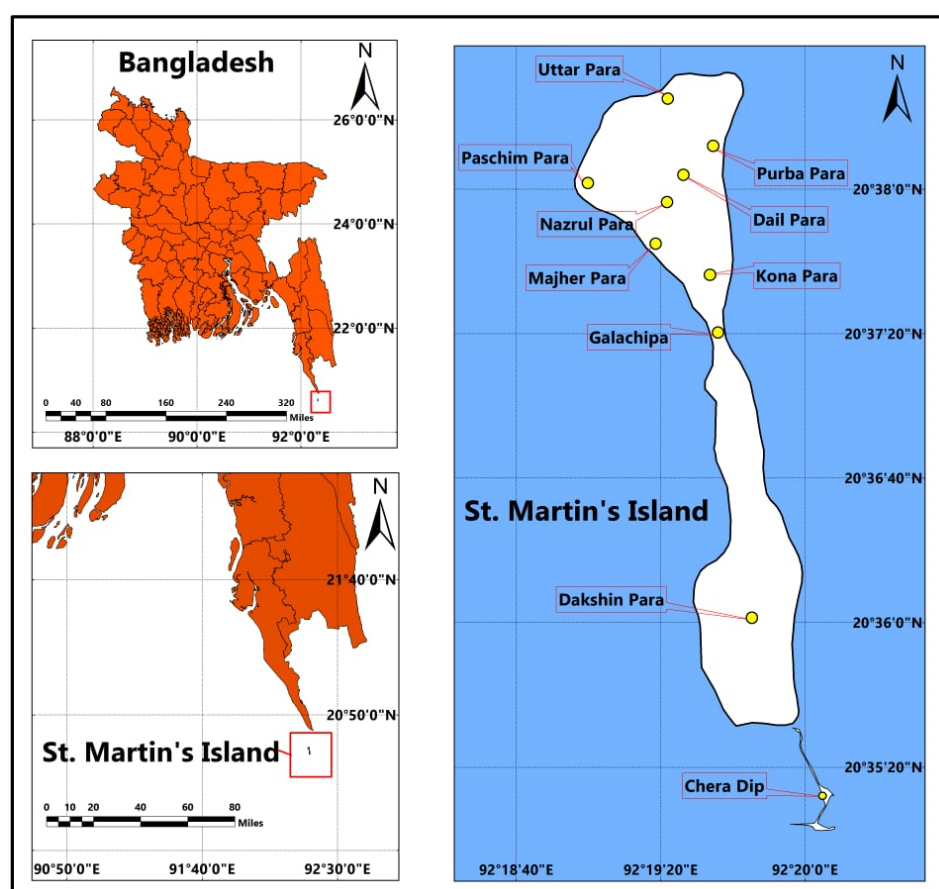 Bangladesh
N
26°0'0"N
24°0'0"N
22°0'0"N
0 40 80 160 240 320
Miles
88°0'0"E 90°0'0"E 92°0'0"E
N
21°40'0"N
20°50'0"N
St. Martin's Island
0 10 20 40 60 80
Miles
90°50'0"E 91°40'0"E 92°30'0"E
N
Uttar Para
Paschim Para
Purba Para
20°38'0"N
Nazrul Para
Dail Para
Majher Para
Kona Para
Galachipa
20°37'20"N
20°36'40"N
St. Martin's Island
Dakshin Para
20°36'0"N
20°35'20"N
Chera Dip
92°18'40"E 92°19'20"E 92°20'0"E